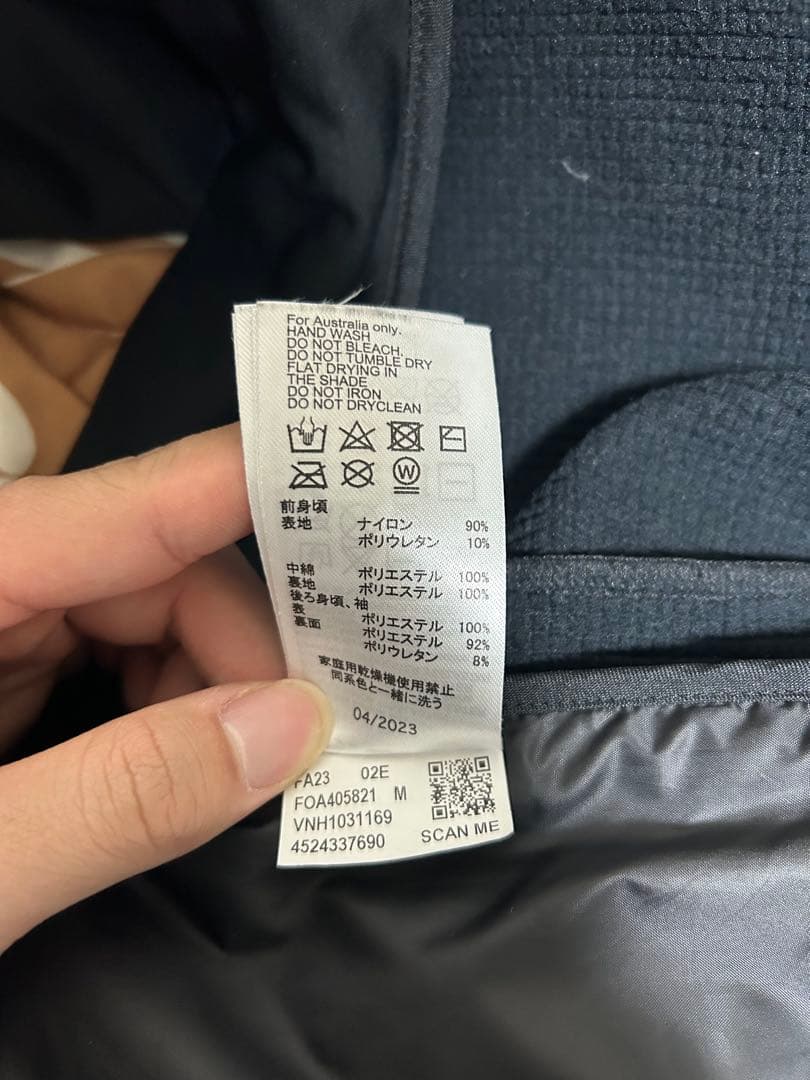 For Australia only.
HAND WASH
DO NOT BLEACH.
DO NOT TUMBLE DRY
FLAT DRYING IN
THE SHADE
DO NOT IRON
DO NOT DRYCLEAN
W
前身頃
表地 ナイロン 90%
ポリウレタン 10%
中綿 ポリエステル 100%
裏地 ポリエステル 100%
後ろ身頃、袖
表 ポリエステル 100%
裏面 ポリエステル 92%
ポリウレタン 8%
家庭用乾燥機使用禁止
同系色と一緒に洗う
04/2023
FA23 02E
FOA405821 M
VNH1031169
4524337690 SCAN ME